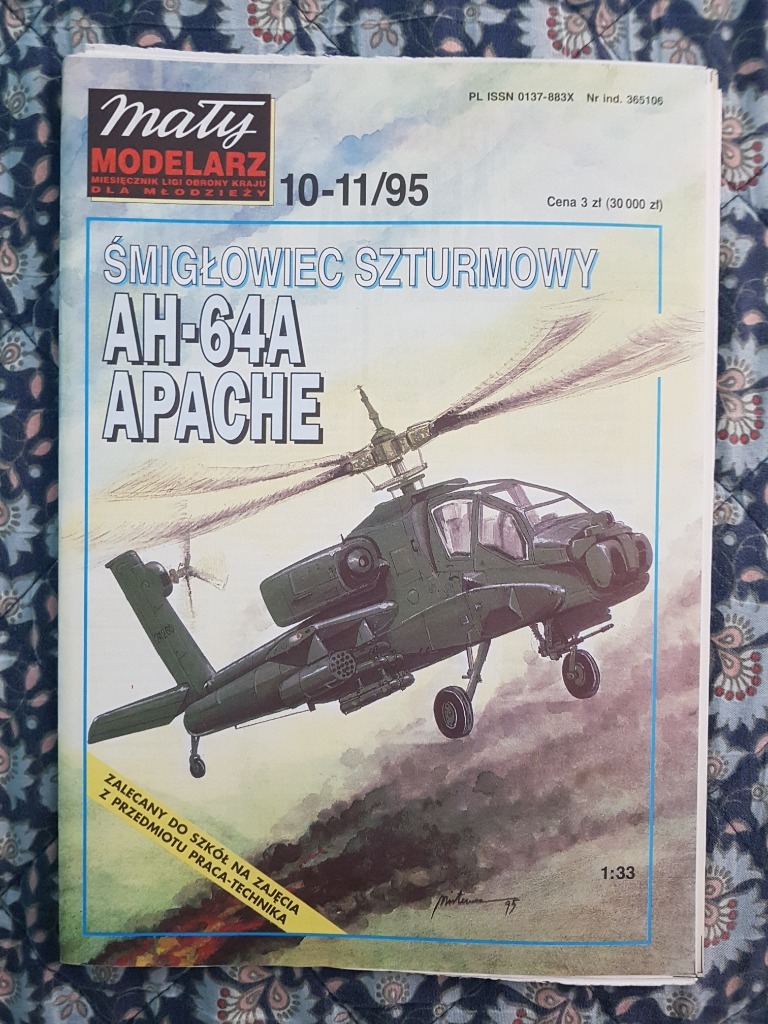 PL ISSN 0137-883X Nr ind. 365106
mały
MODELARZ
MIESIĘCZNIK LIGI OBRONY KRAJU
DLA MŁODZIEŻY
10-11/95
Cena 3 zł (30 000 zł)
ŚMIGŁOWIEC SZTURMOWY
AH-64A
APACHE
ZALECANY DO SZKÓŁ NA ZAJĘCIA
Z PRZEDMIOTU PRACA-TECHNIKA
1:33
95